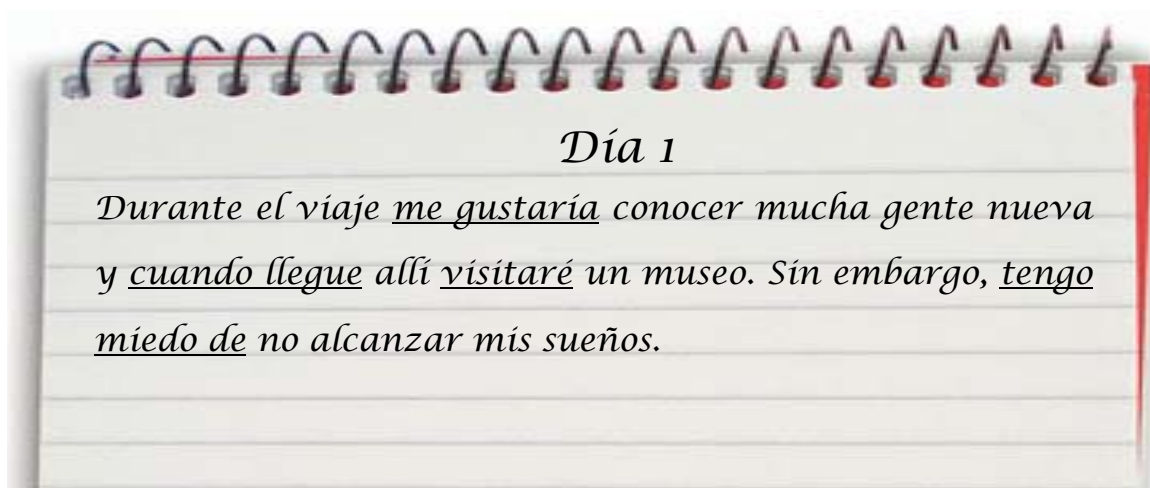 Día 1
Durante el viaje me gustaría conocer mucha gente nueva
y cuando llegue allí visitaré un museo. Sin embargo, tengo
miedo de no alcanzar mis sueños.